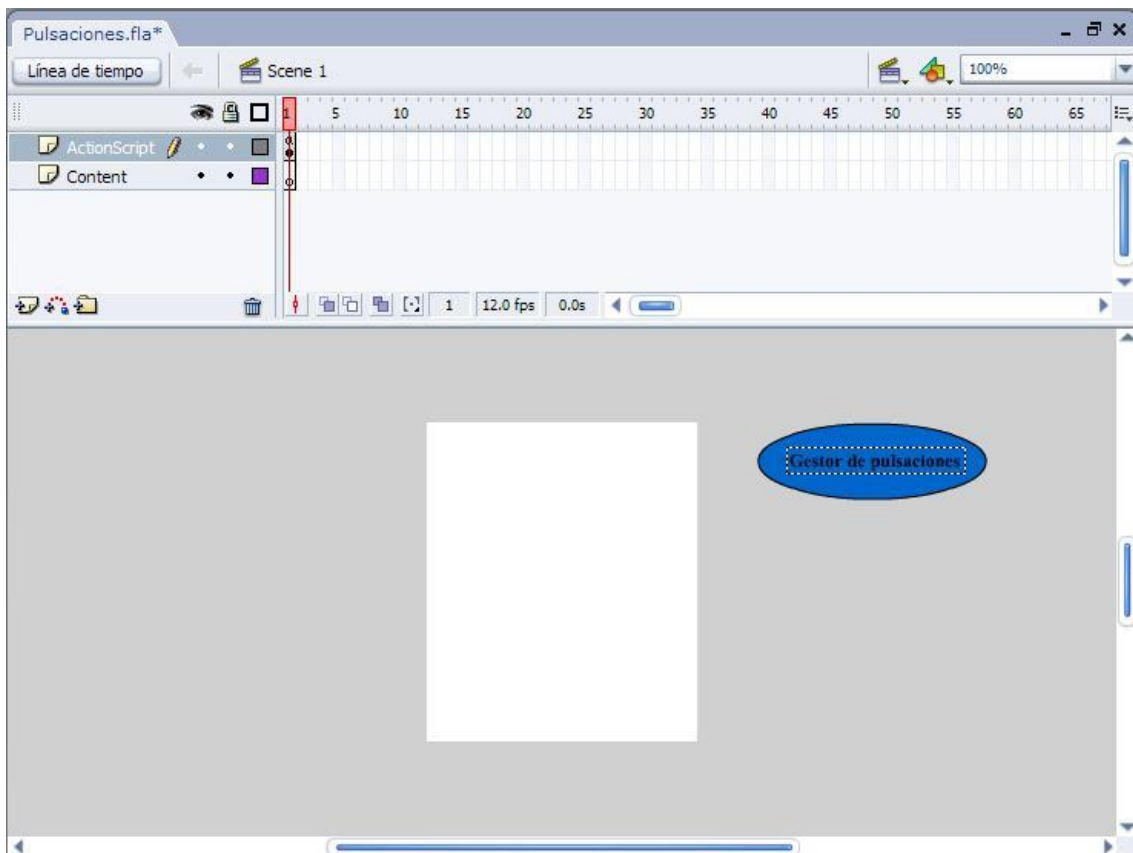 Pulsaciones.fla*
Línea de tiempo Scene 1 100%
1 5 10 15 20 25 30 35 40 45 50 55 60 65
ActionScript
Content
1 12.0 fps 0.0s
Gestor de pulsaciones